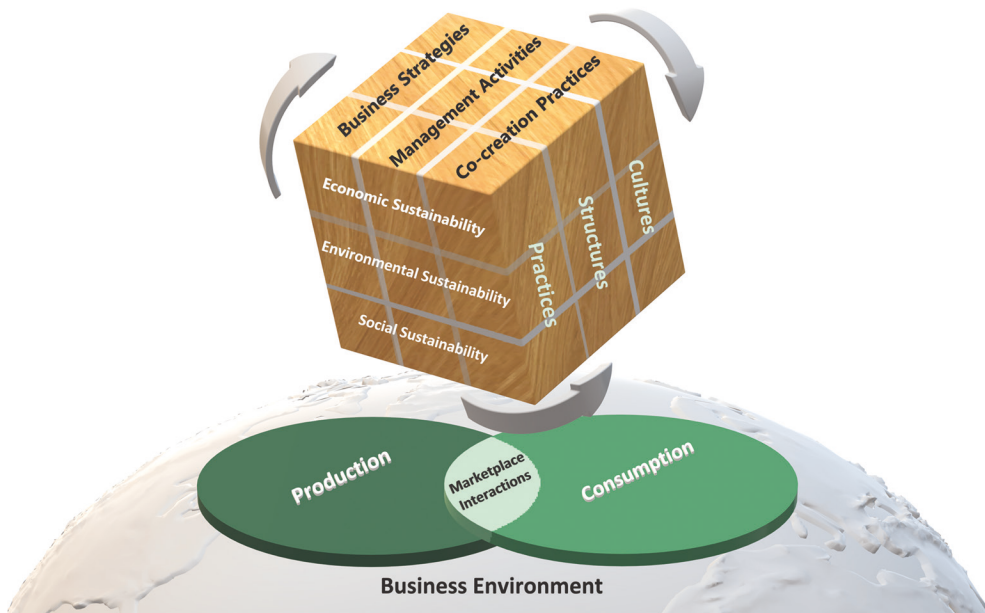 Business Strategies
Management Activities
Co-creation Practices
Economic Sustainability
Environmental Sustainability
Social Sustainability
Practices
Structures
Cultures
Production
Marketplace
Interactions
Consumption
Business Environment